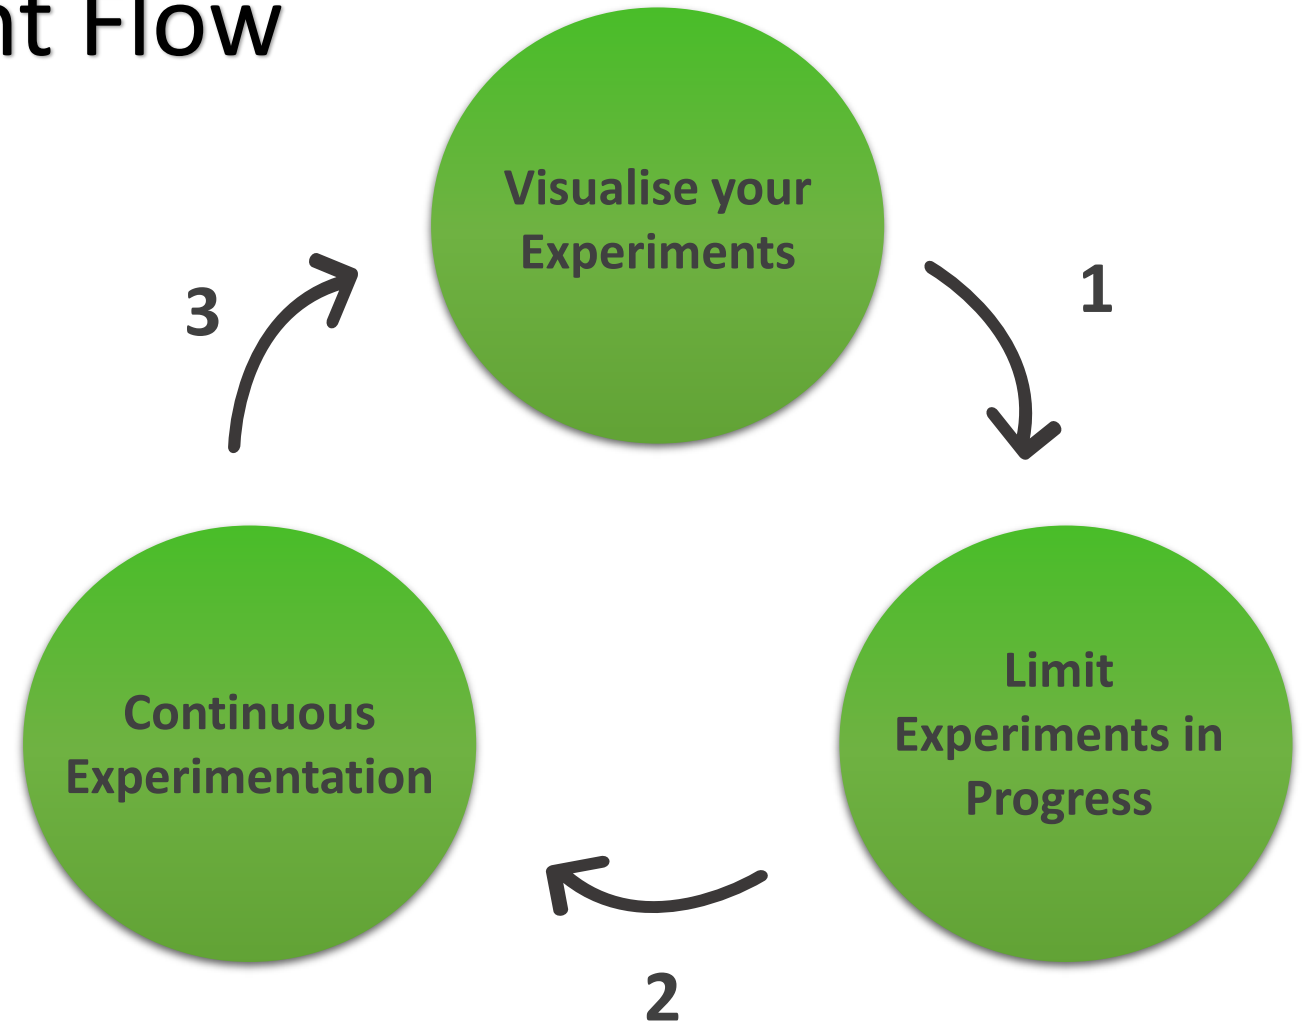 nt Flow
Visualise your
Experiments
1
3
Limit
Experiments in
Progress
Continuous
Experimentation
2